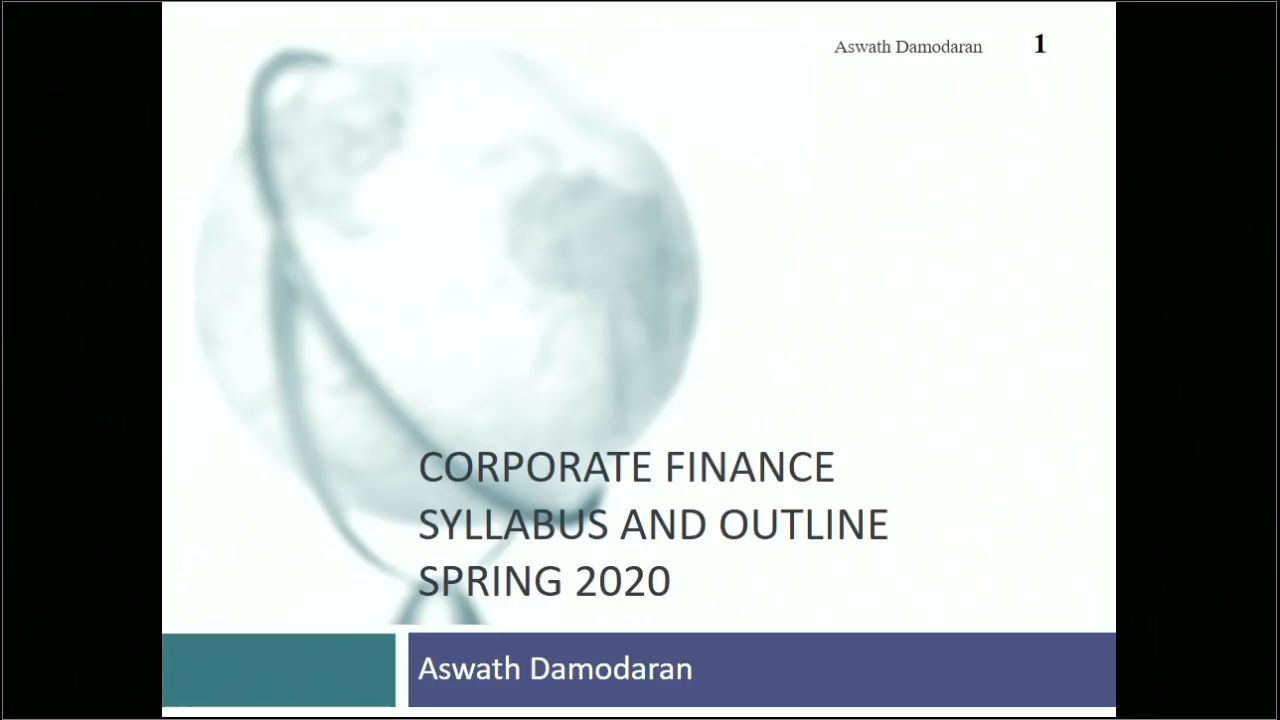 Aswath Damodaran 1
CORPORATE FINANCE
SYLLABUS AND OUTLINE
SPRING 2020
Aswath Damodaran